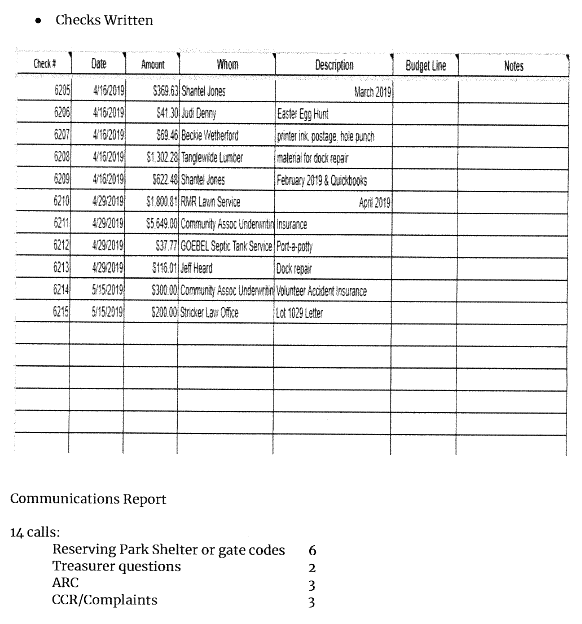 • Checks Written
Check # Date Amount Whom Description Budget Line Notes
6205 4/16/2019 $369.63 Shantel Jones March 2019
6206 4/16/2019 $41.30 Judi Denny Easter Egg Hunt
6207 4/16/2019 $69.46 Beckie Wetherford printer ink, postage, hole punch
6208 4/16/2019 $1,302.28 Tanglewilde Lumber material for dock repair
6209 4/16/2019 $622.48 Shantel Jones February 2019 & Quickbooks
6210 4/29/2019 $1,800.81 RMR Lawn Service April 2019
6211 4/29/2019 $5,649.00 Community Assoc Underwritin Insurance
6212 4/29/2019 $37.77 GOEBEL Septic Tank Service Port-a-potty
6213 4/29/2019 $116.01 Jeff Heard Dock repair
6214 5/15/2019 $300.00 Community Assoc Underwritin Volunteer Accident Insurance
6215 5/15/2019 $200.00 Stricker Law Office Lot 1029 Letter
Communications Report
14 calls:
Reserving Park Shelter or gate codes 6
Treasurer questions 2
ARC 3
CCR/Complaints 3